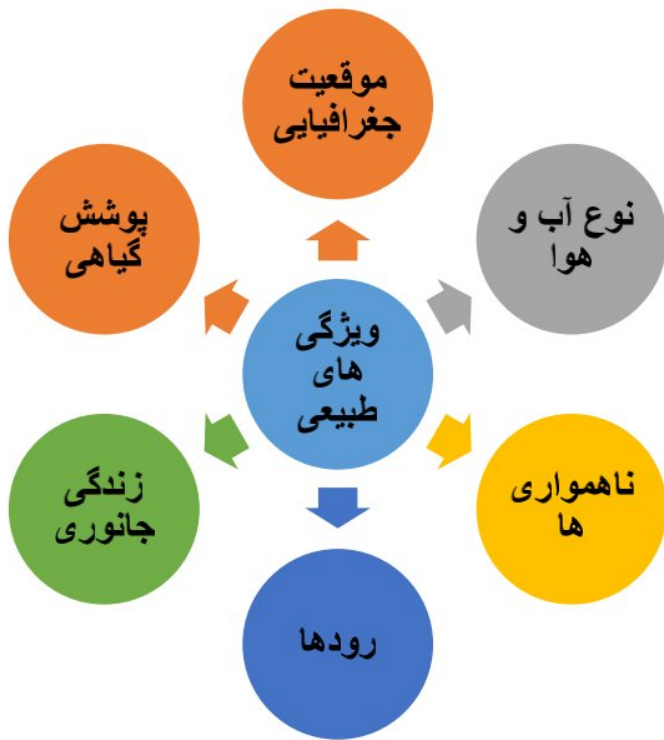 موقعیت
جغرافیایی
نوع آب و
هوا
ناهمواری
ها
رودها
زندگی
جانوری
پوشش
گیاهی
ویژگی
های
طبیعی